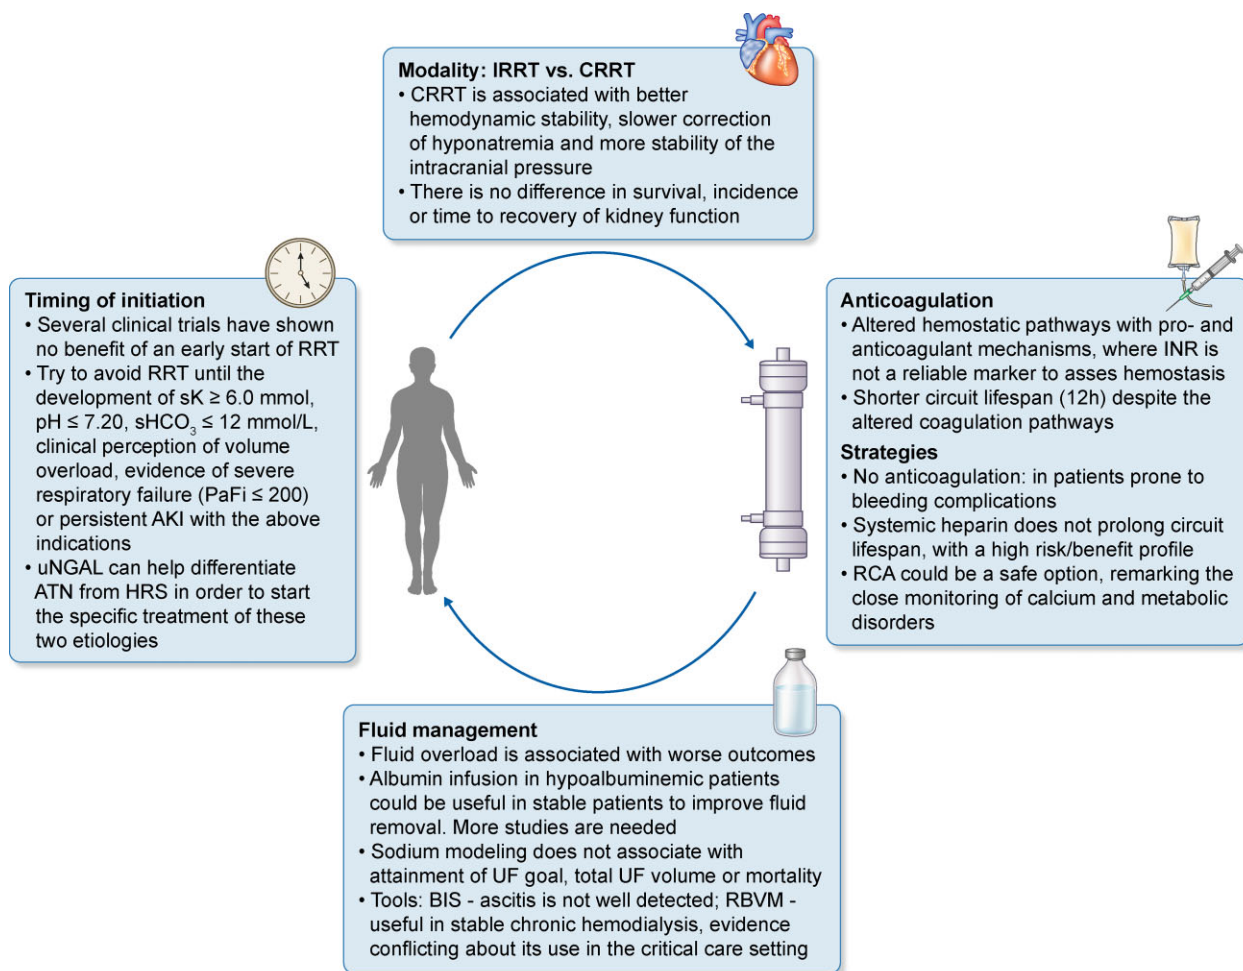 Modality: IRRT vs. CRRT
• CRRT is associated with better
hemodynamic stability, slower correction
of hyponatremia and more stability of the
intracranial pressure
• There is no difference in survival, incidence
or time to recovery of kidney function
Timing of initiation
• Several clinical trials have shown
no benefit of an early start of RRT
• Try to avoid RRT until the
development of sK ≥ 6.0 mmol,
pH ≤ 7.20, sHCO₃ ≤ 12 mmol/L,
clinical perception of volume
overload, evidence of severe
respiratory failure (PaFi ≤ 200)
or persistent AKI with the above
indications
• uNGAL can help differentiate
ATN from HRS in order to start
the specific treatment of these
two etiologies
Anticoagulation
• Altered hemostatic pathways with pro- and
anticoagulant mechanisms, where INR is
not a reliable marker to asses hemostasis
• Shorter circuit lifespan (12h) despite the
altered coagulation pathways
Strategies
• No anticoagulation: in patients prone to
bleeding complications
• Systemic heparin does not prolong circuit
lifespan, with a high risk/benefit profile
• RCA could be a safe option, remarking the
close monitoring of calcium and metabolic
disorders
Fluid management
• Fluid overload is associated with worse outcomes
• Albumin infusion in hypoalbuminemic patients
could be useful in stable patients to improve fluid
removal. More studies are needed
• Sodium modeling does not associate with
attainment of UF goal, total UF volume or mortality
• Tools: BIS - ascitis is not well detected; RBVM -
useful in stable chronic hemodialysis, evidence
conflicting about its use in the critical care setting